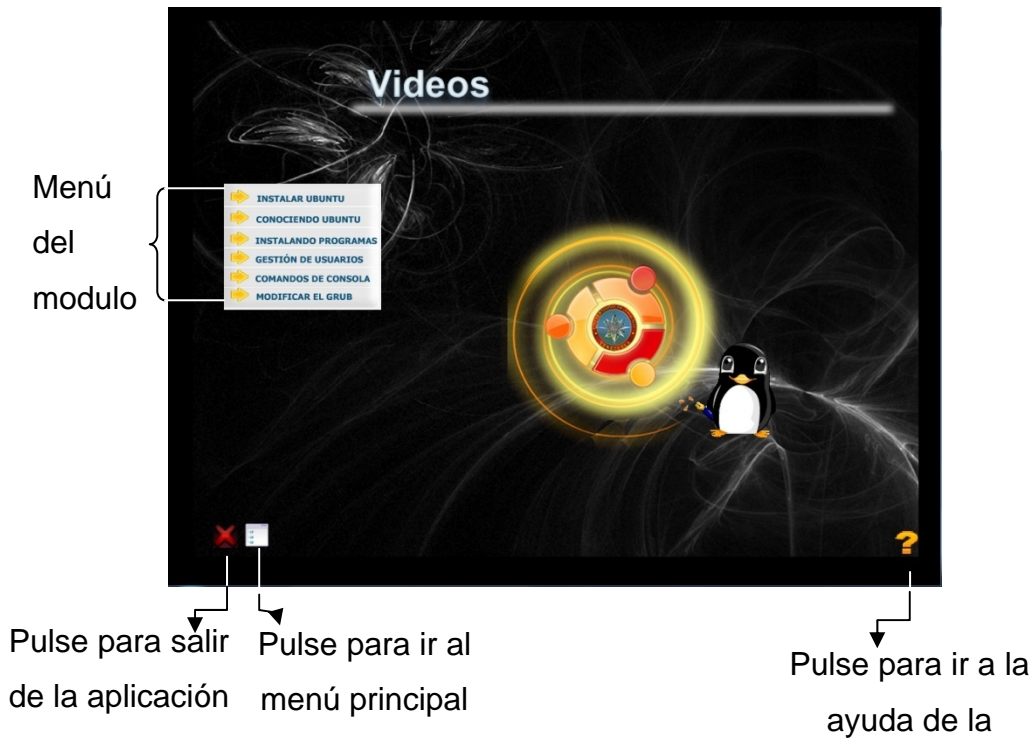 Videos
Menú
del
modulo
INSTALAR UBUNTU
CONOCIENDO UBUNTU
INSTALANDO PROGRAMAS
GESTIÓN DE USUARIOS
COMANDOS DE CONSOLA
MODIFICAR EL GRUB
Pulse para salir
de la aplicación
Pulse para ir al
menú principal
Pulse para ir a la
ayuda de la